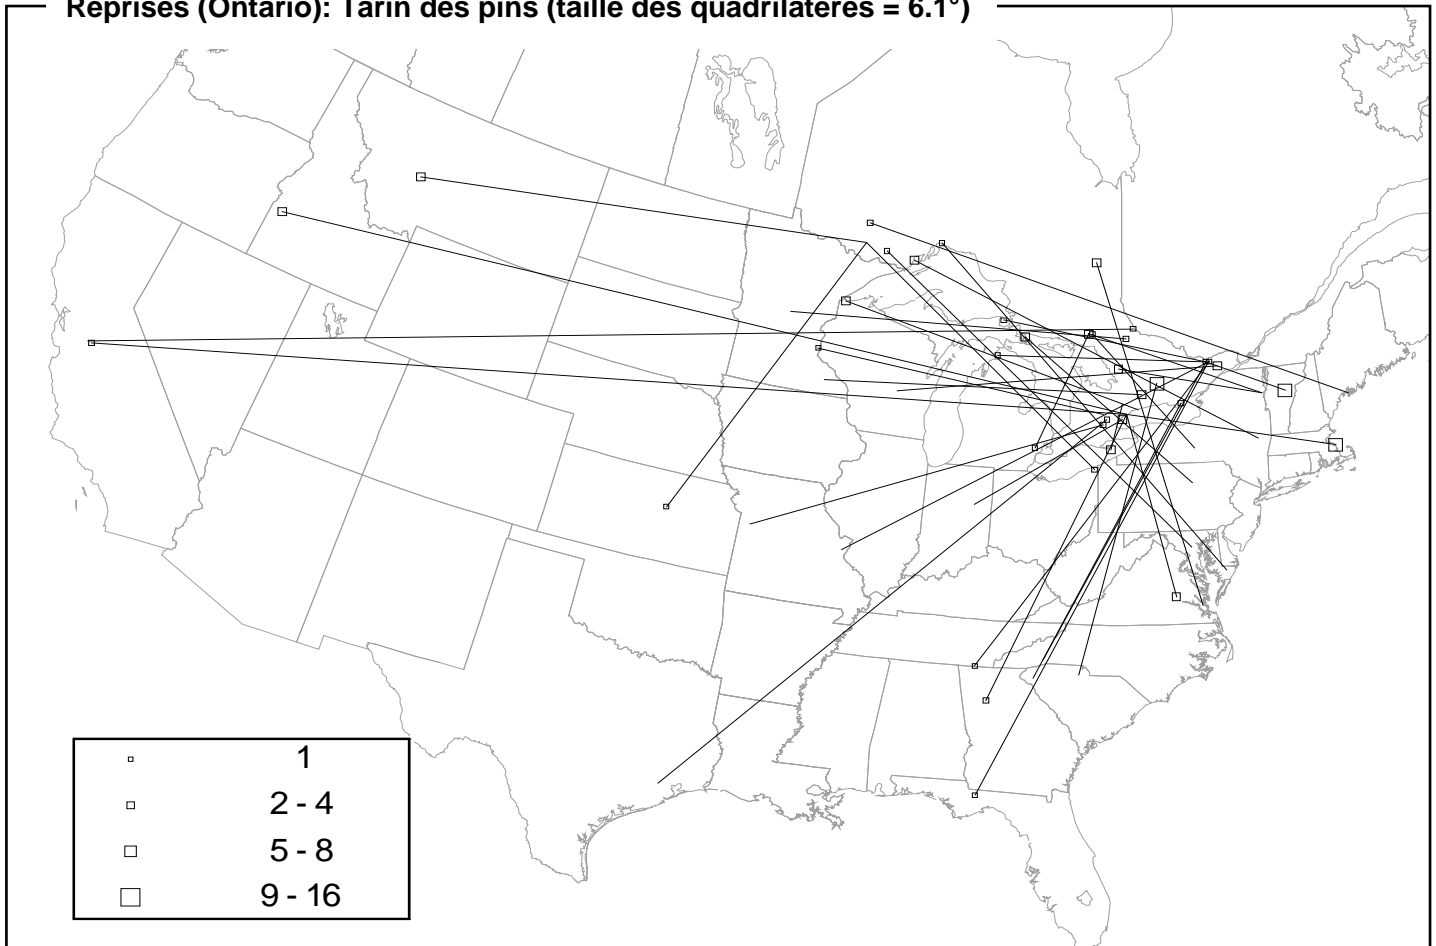 Reprises (Ontario): Tarin des pins (taille des quadrilatères = 6.1°)
1
2 - 4
5 - 8
9 - 16